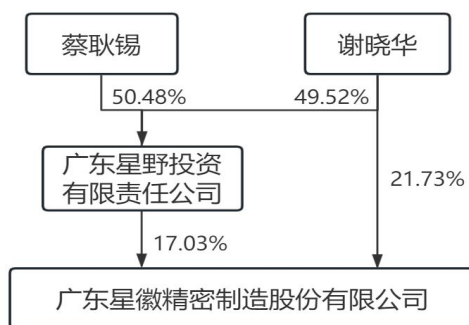 蔡耿锡
谢晓华
50.48%
49.52%
广东星野投资
有限责任公司
21.73%
17.03%
广东星徽精密制造股份有限公司